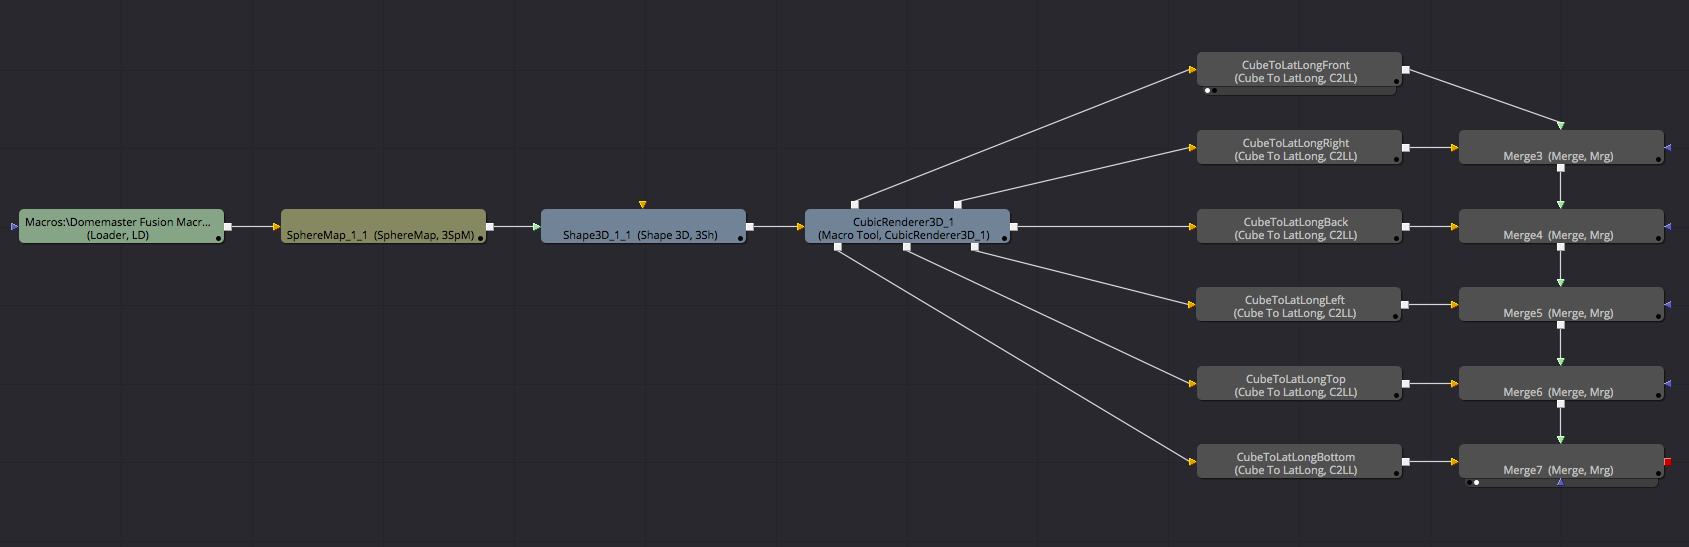 Macros:\Domemaster Fusion Macr...
(Loader, LD)
SphereMap_1_1 (SphereMap, 3SpM)
Shape3D_1_1 (Shape 3D, 3Sh)
CubicRenderer3D_1
(Macro Tool, CubicRenderer3D_1)
CubeToLatLongFront
(Cube To LatLong, C2LL)
CubeToLatLongRight
(Cube To LatLong, C2LL)
Merge3 (Merge, Mrg)
CubeToLatLongBack
(Cube To LatLong, C2LL)
Merge4 (Merge, Mrg)
CubeToLatLongLeft
(Cube To LatLong, C2LL)
Merge5 (Merge, Mrg)
CubeToLatLongTop
(Cube To LatLong, C2LL)
Merge6 (Merge, Mrg)
CubeToLatLongBottom
(Cube To LatLong, C2LL)
Merge7 (Merge, Mrg)